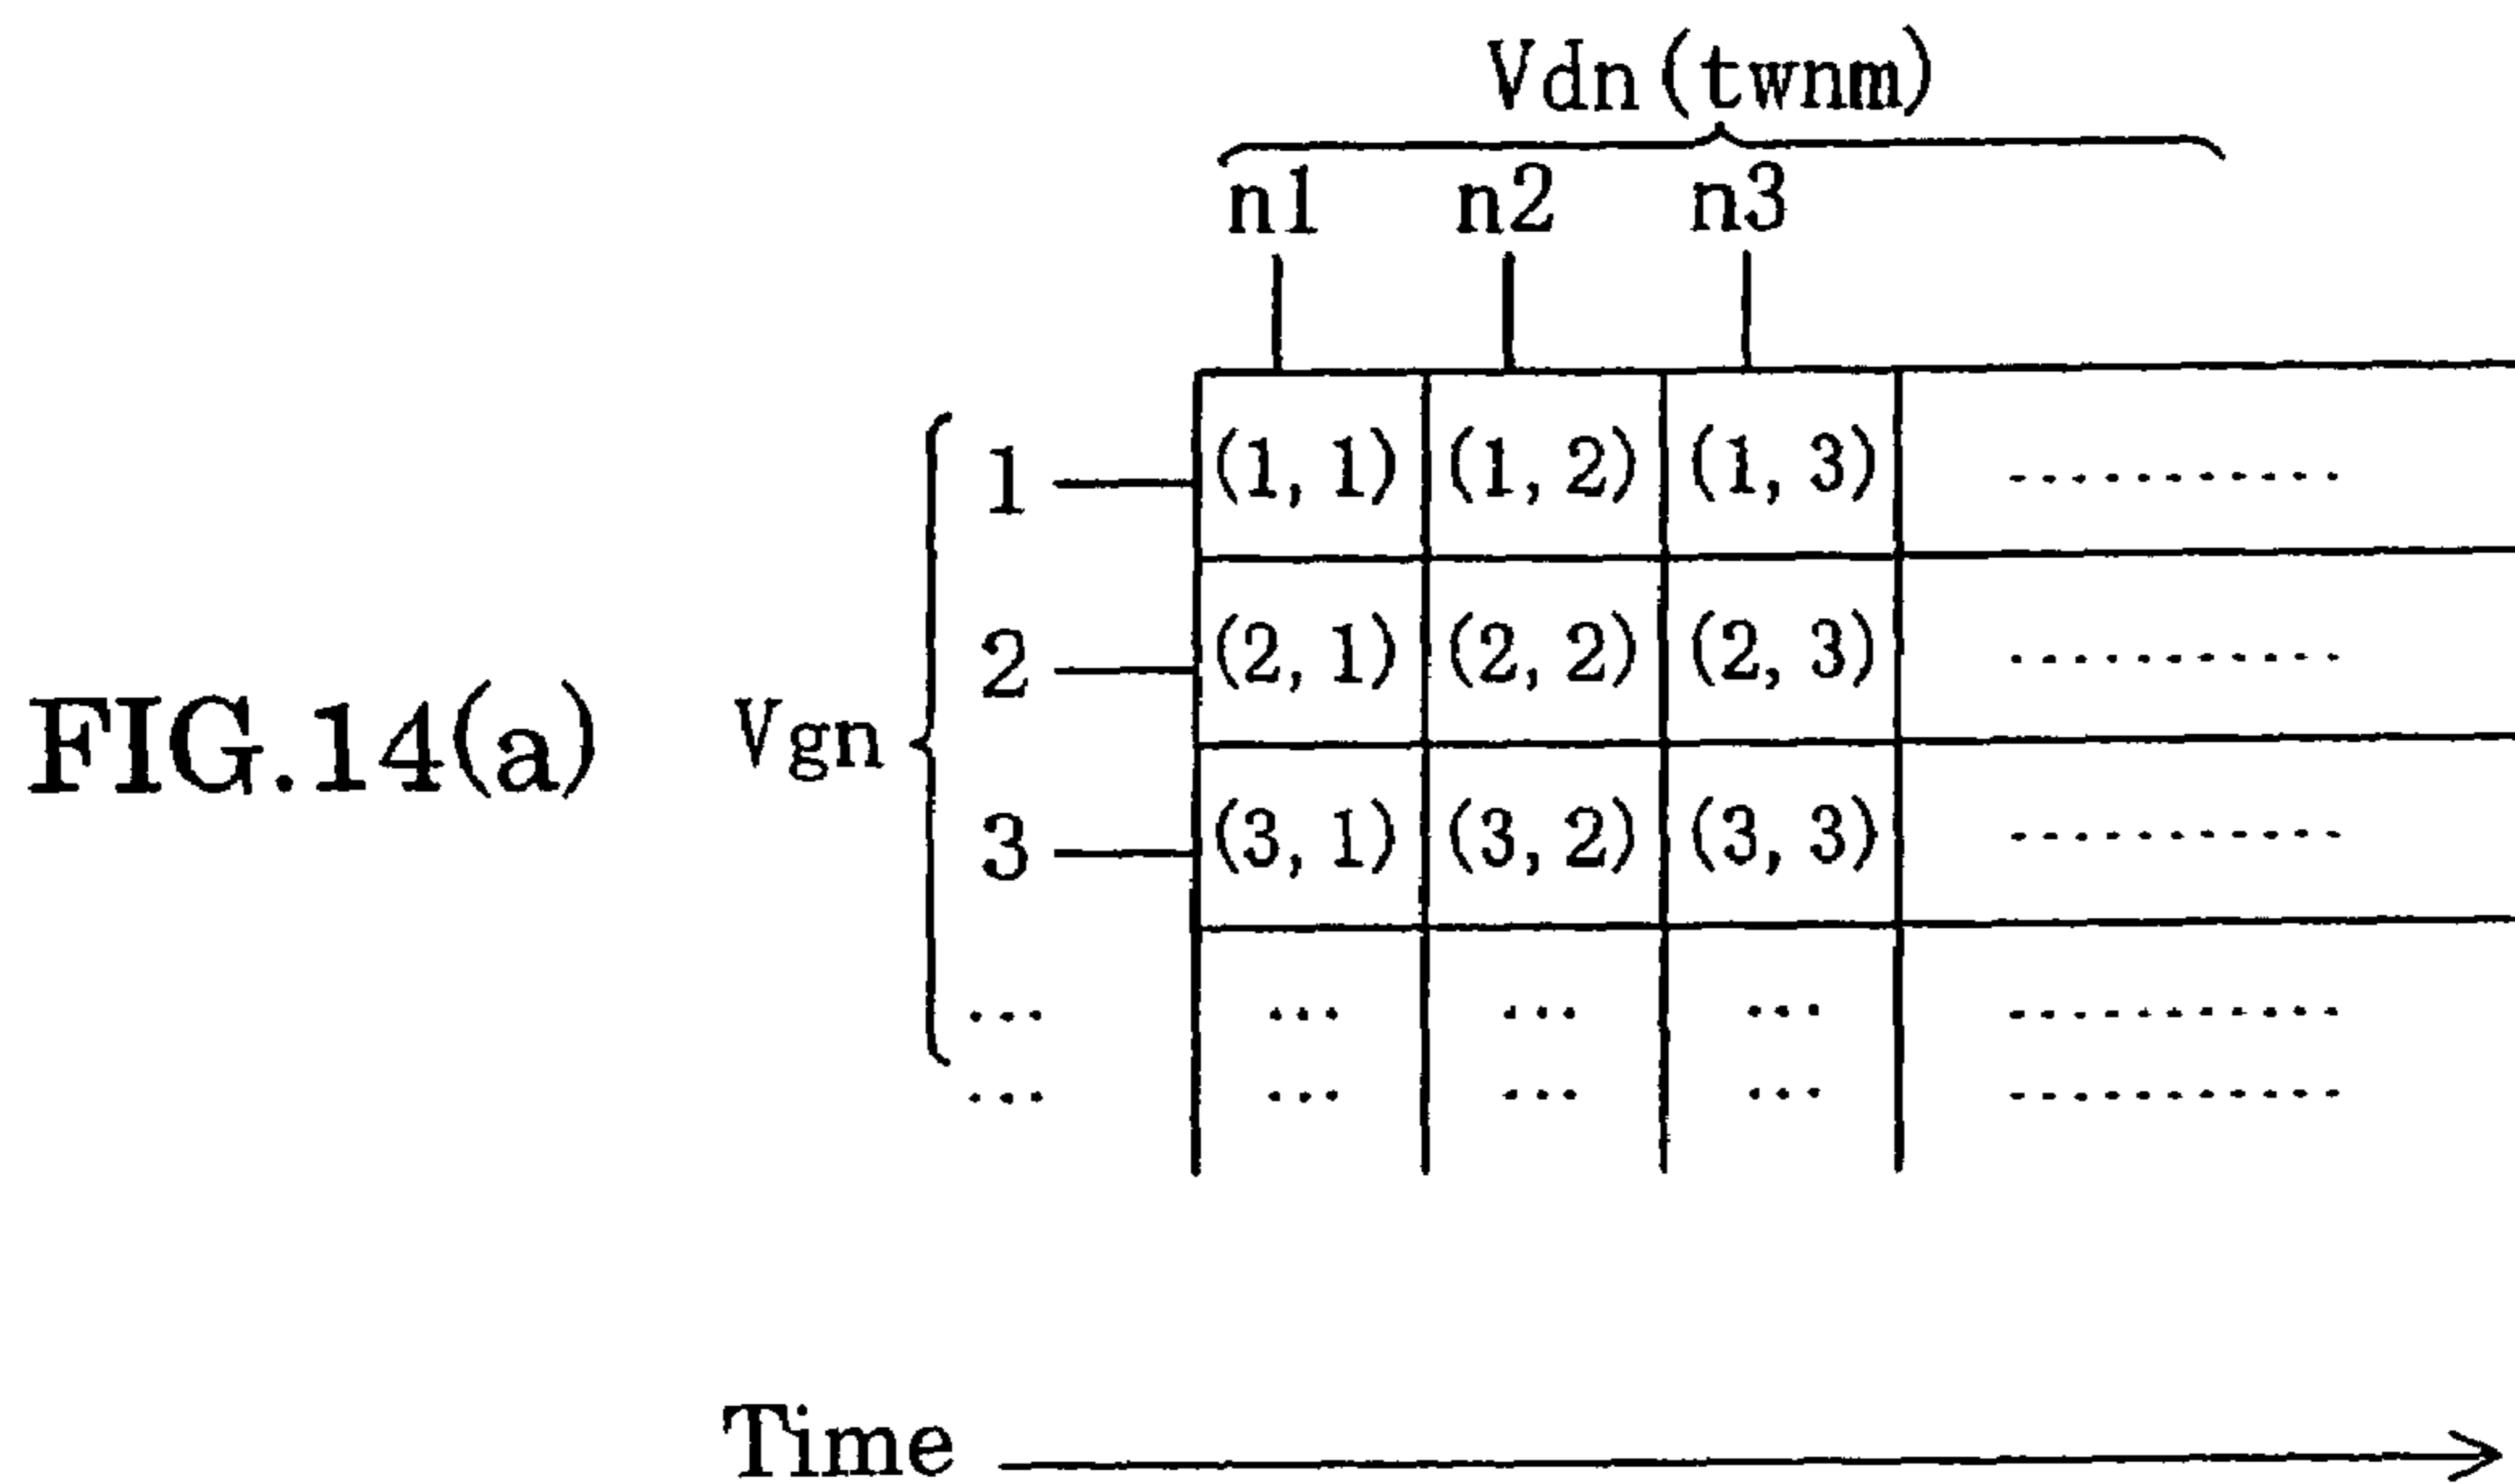 Vdn(twnm)
n1 n2 n3
1 (1, 1) (1, 2) (1, 3) ...........
2 (2, 1) (2, 2) (2, 3) ...........
FIG.14(a) Vgn
3 (3, 1) (3, 2) (3, 3) ...........
... ... ... ... ...........
... ... ... ... ...........
Time